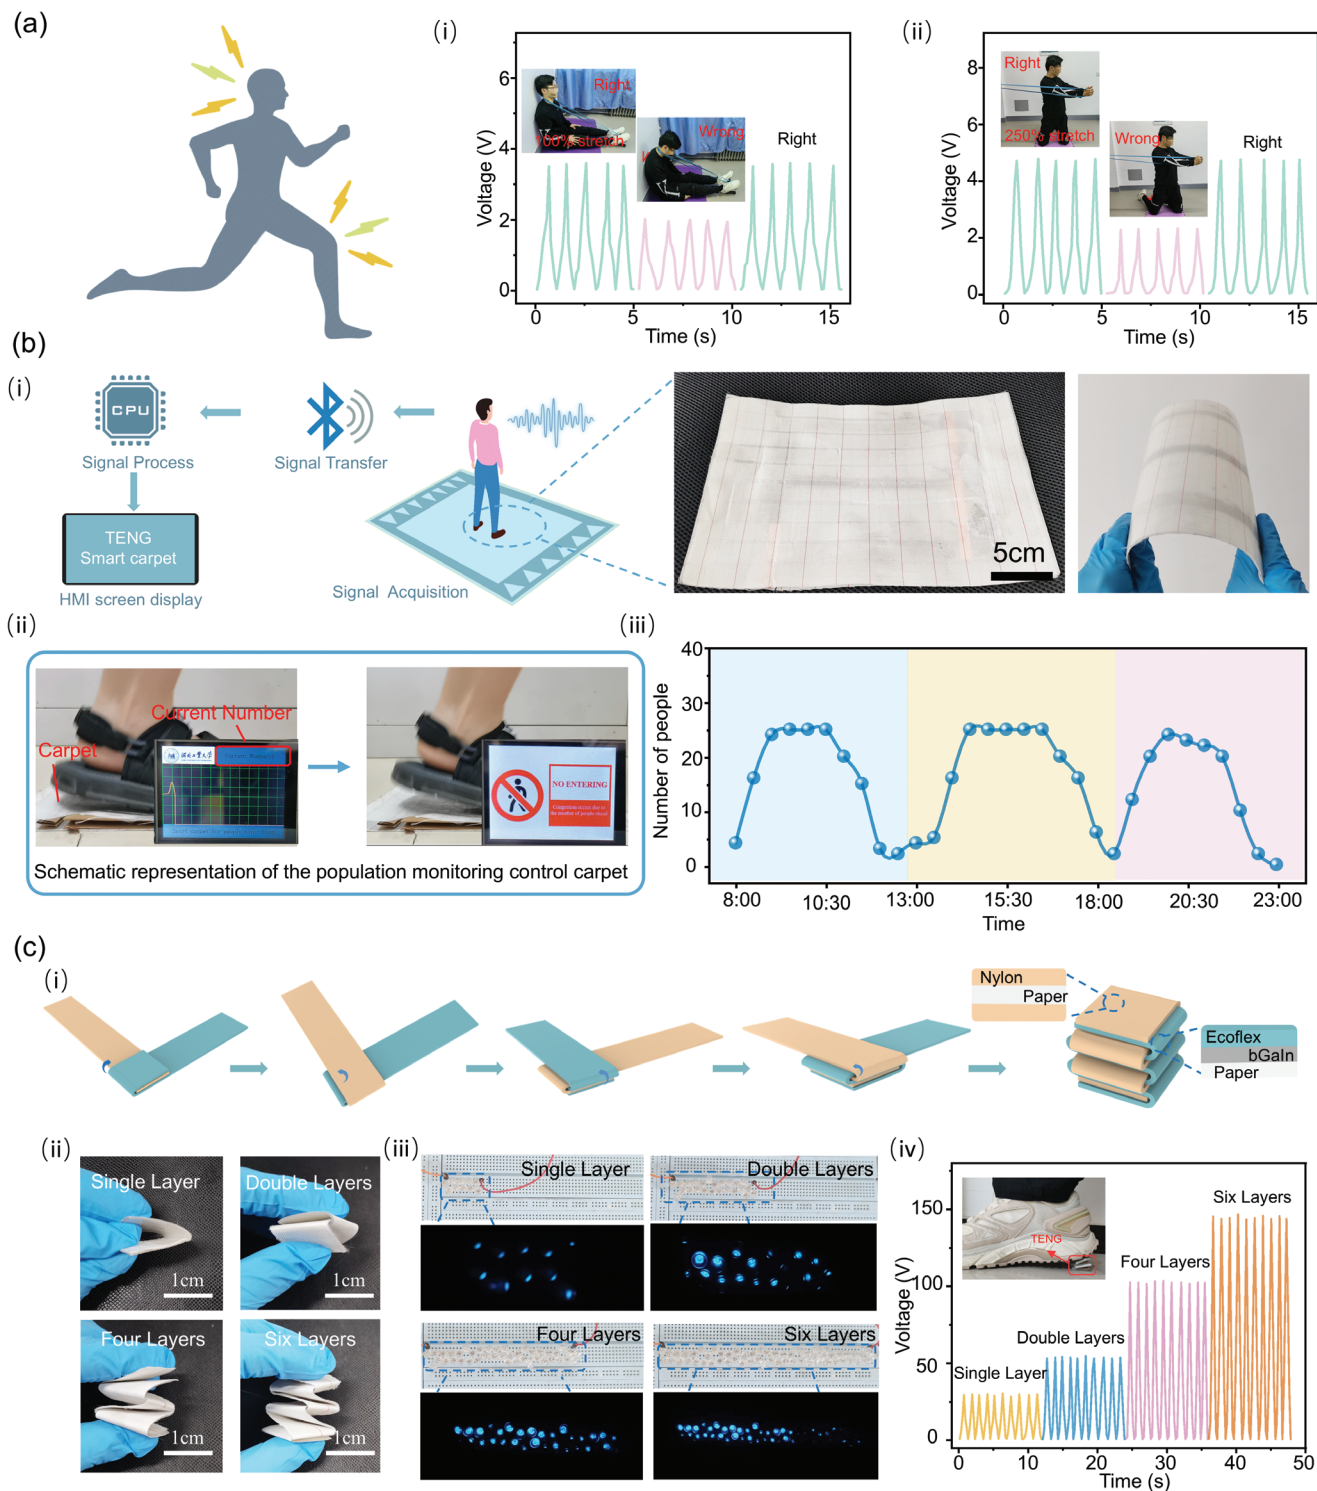 (a)
(i)
Voltage (V)
6
4
2
0
Right
100% stretch
Wrong
Right
0
5
10
15
Time (s)
(ii)
Voltage (V)
8
6
4
2
0
Right
250% stretch
Wrong
Right
0
5
10
15
Time (s)
(b)
(i)
CPU
Signal Process
Signal Transfer
TENG
Smart carpet
HMI screen display
Signal Acquisition
5cm
(ii)
Current Number
Carpet
NO ENTERING
Schematic representation of the population monitoring control carpet
(iii)
Number of people
40
30
20
10
0
8:00
10:30
13:00
15:30
18:00
20:30
23:00
Time
(c)
(i)
Nylon
Paper
Ecoflex
bGaIn
Paper
(ii)
Single Layer
1cm
Double Layers
1cm
Four Layers
1cm
Six Layers
1cm
(iii)
Single Layer
Double Layers
Four Layers
Six Layers
(iv)
Voltage (V)
150
100
50
0
TENG
Single Layer
Double Layers
Four Layers
Six Layers
0
10
20
30
40
50
Time (s)